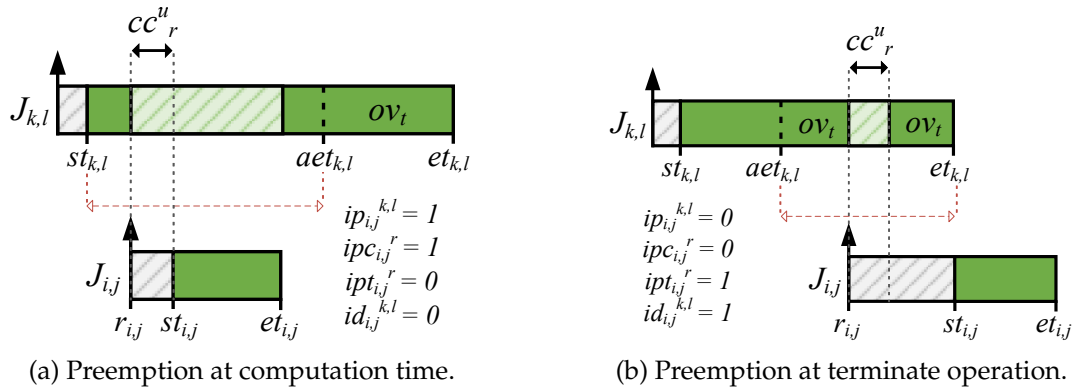 cc^u_r
J_{k,l}
ov_t
st_{k,l} aet_{k,l} et_{k,l}
ip_{i,j}^{k,l} = 1
ipc_{i,j}^r = 1
ipt_{i,j}^r = 0
id_{i,j}^{k,l} = 0
J_{i,j}
r_{i,j} st_{i,j} et_{i,j}
(a) Preemption at computation time.
cc^u_r
J_{k,l}
ov_t ov_t
st_{k,l} aet_{k,l} et_{k,l}
ip_{i,j}^{k,l} = 0
ipc_{i,j}^r = 0
ipt_{i,j}^r = 1
id_{i,j}^{k,l} = 1
J_{i,j}
r_{i,j} st_{i,j} et_{i,j}
(b) Preemption at terminate operation.